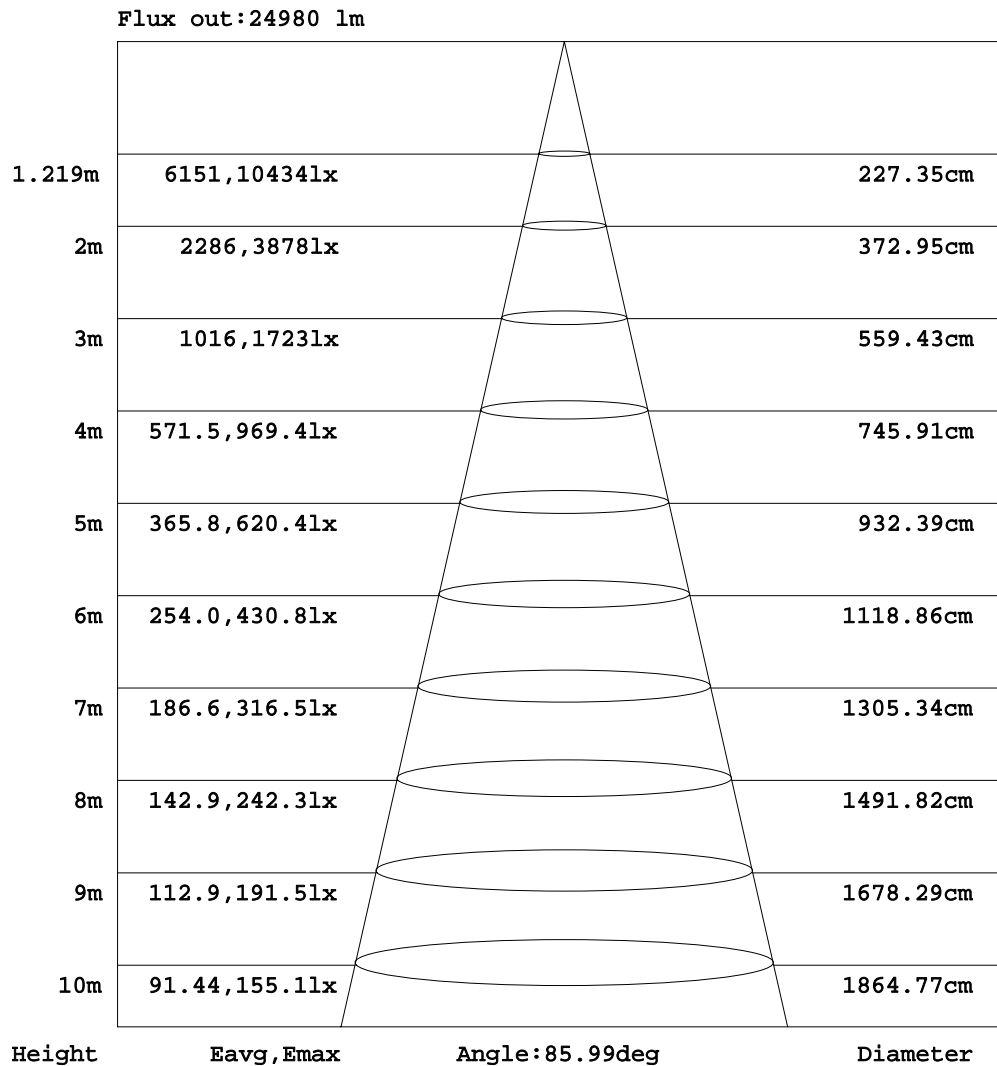 Flux out:24980 lm
1.219m 6151,10434lx 227.35cm
2m 2286,3878lx 372.95cm
3m 1016,1723lx 559.43cm
4m 571.5,969.4lx 745.91cm
5m 365.8,620.4lx 932.39cm
6m 254.0,430.8lx 1118.86cm
7m 186.6,316.5lx 1305.34cm
8m 142.9,242.3lx 1491.82cm
9m 112.9,191.5lx 1678.29cm
10m 91.44,155.1lx 1864.77cm
Height Eavg,Emax Angle:85.99deg Diameter